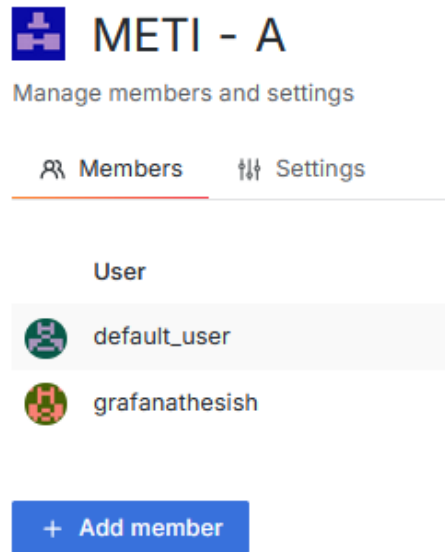 METI - A
Manage members and settings
Members Settings
User
default_user
grafanathesish
+ Add member